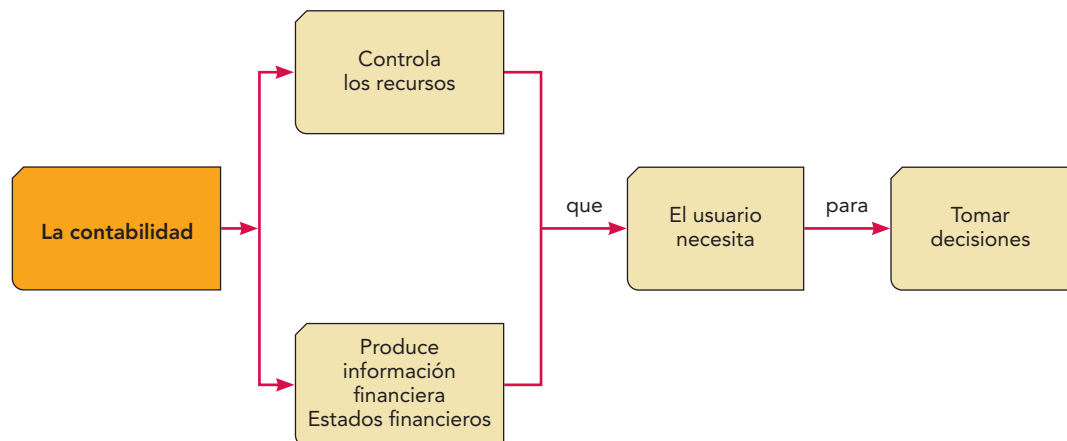 Controla
los recursos
La contabilidad
que
El usuario
necesita
para
Tomar
decisiones
Produce
información
financiera
Estados financieros